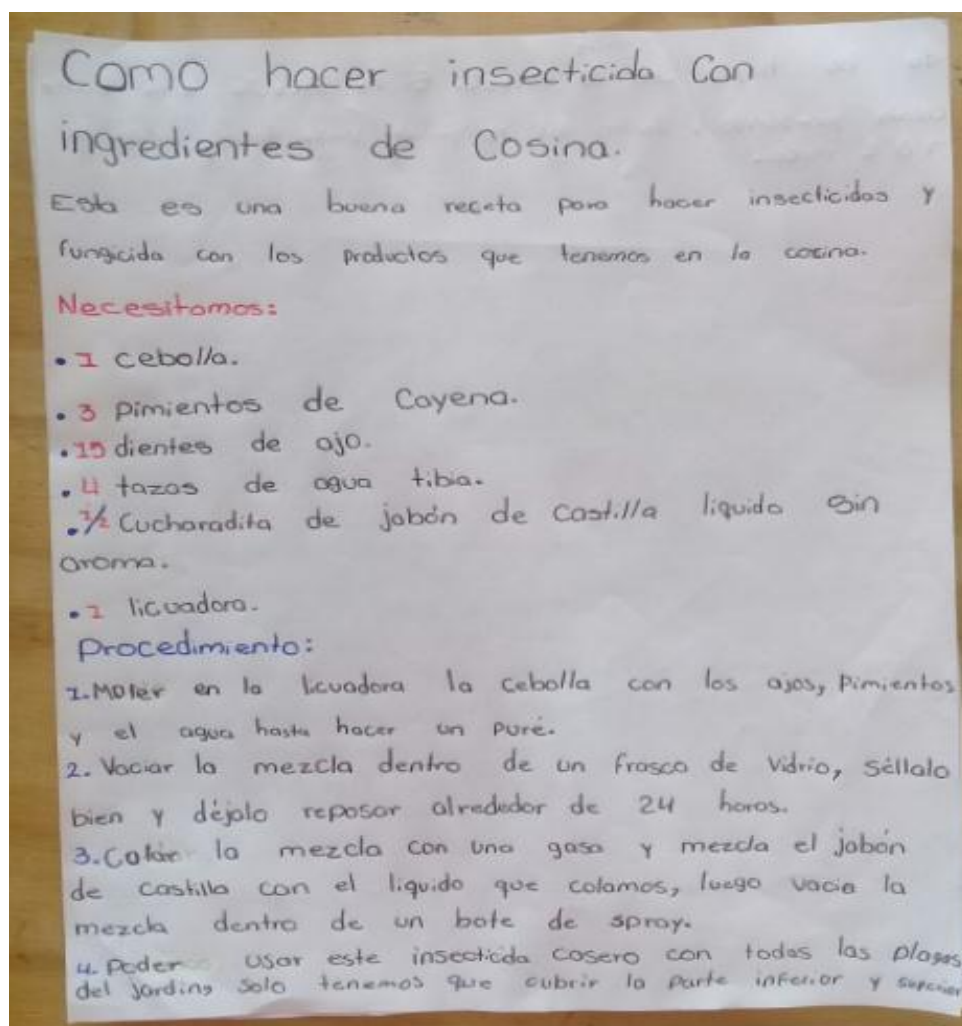 Como hacer insecticida Con
ingredientes de Cosina.
Esta es una buena receta para hacer insecticidas y
fungicida con los productos que tenemos en la cocina.
Necesitamos:
• 1 cebolla.
• 3 Pimientos de Cayena.
• 15 dientes de ajo.
• 4 tazas de agua tibia.
• 1/2 Cucharadita de jabón de castilla liquido sin
aroma.
• 1 licuadora.
Procedimiento:
1. Moler en la licuadora la cebolla con los ajos, Pimientos
y el agua hasta hacer un Puré.
2. Vaciar la mezcla dentro de un frasco de Vidrio, séllalo
bien y déjalo reposar alrededor de 24 horas.
3. Colar la mezcla con una gasa y mezcla el jabón
de castilla con el liquido que colamos, luego vacia la
mezcla dentro de un bote de spray.
4. Poder usar este insecticida casero con todas las plagas
del jardin, solo tenemos que cubrir la parte inferior y superior